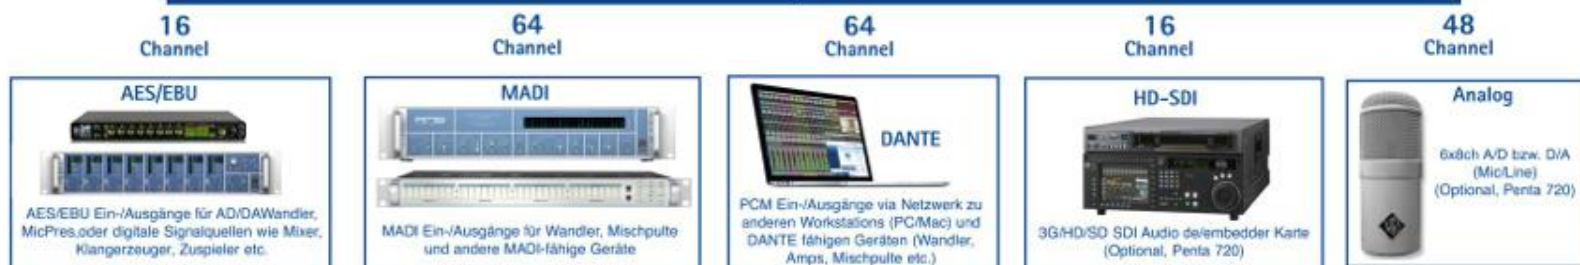 16
Channel
64
Channel
64
Channel
16
Channel
48
Channel
AES/EBU
AES/EBU Ein-/Ausgänge für AD/DAWandler,
MicPres,oder digitale Signalquellen wie Mixer,
Klangerzeuger, Zuspieler etc.
MADI
MADI Ein-/Ausgänge für Wandler, Mischpulte
und andere MADI-fähige Geräte
DANTE
PCM Ein-/Ausgänge via Netzwerk zu
anderen Workstations (PC/Mac) und
DANTE fähigen Geräten (Wandler,
Amps, Mischpulte etc.)
HD-SDI
3G/HD/SD SDI Audio de/embedder Karte
(Optional, Penta 720)
Analog
6x8ch A/D bzw. D/A
(Mic/Line)
(Optional, Penta 720)